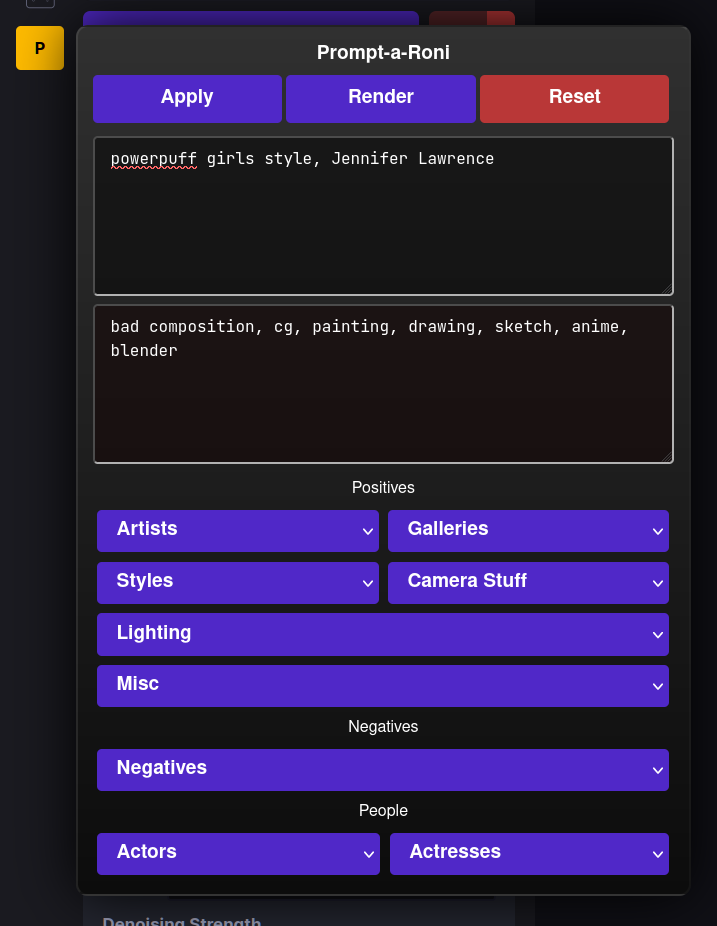 P
Prompt-a-Roni
Apply Render Reset
powerpuff girls style, Jennifer Lawrence
bad composition, cg, painting, drawing, sketch, anime,
blender
Positives
Artists Galleries
Styles Camera Stuff
Lighting
Misc
Negatives
Negatives
People
Actors Actresses
Denoising Strength